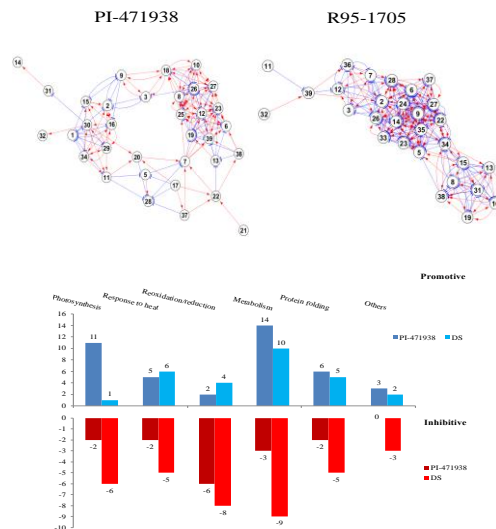 PI-471938 R95-1705
14 9 18 10 31 26 27 15 2 3 8 23 1 30 16 25 12 6 32 29 19 39 34 20 7 13 38 11 5 17 22 28 37 21
11 36 7 28 37 39 12 2 6 24 27 32 3 26 14 9 22 35 33 23 5 34 15 13 8 31 38 19
Promotive
Photosynthesis Response to heat Reoxidation/reduction Metabolism Protein folding Others
16
14 14
12 11
10 10
8 PI-471938 DS
6 5 6 6 5
4 4 3
2 1 2 2
0
0 0
-1 Inhibitive
-2 -2 -2 -2
-3 -3 -3
-4 PI-471938
-5 -5 -5 DS
-6 -6 -6
-7
-8 -8
-9 -9
-10